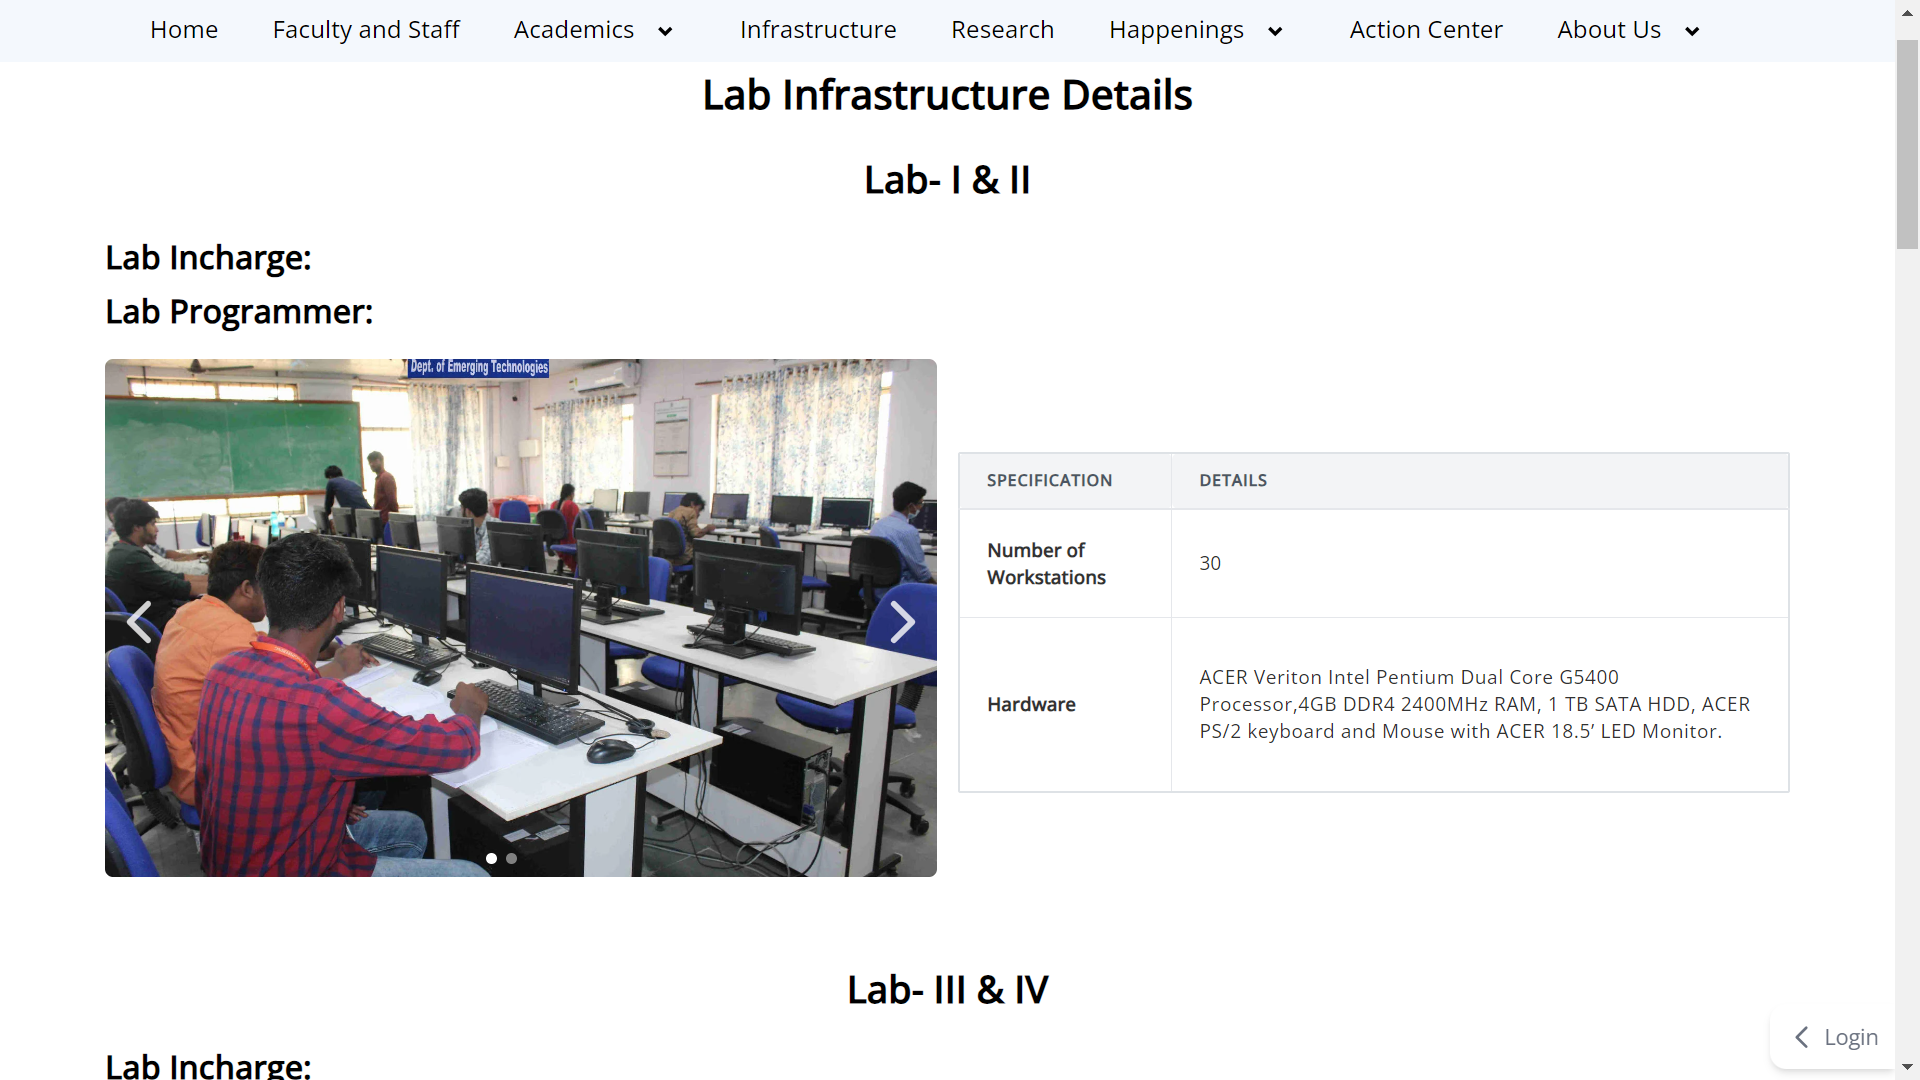 Home Faculty and Staff Academics Infrastructure Research Happenings Action Center About Us
Lab Infrastructure Details
Lab- I & II
Lab Incharge:
Lab Programmer:
Dept. of Emerging Technologies
SPECIFICATION DETAILS
Number of
Workstations
30
Hardware
ACER Veriton Intel Pentium Dual Core G5400
Processor,4GB DDR4 2400MHz RAM, 1 TB SATA HDD, ACER
PS/2 keyboard and Mouse with ACER 18.5’ LED Monitor.
Lab- III & IV
Login
Lab Incharge: